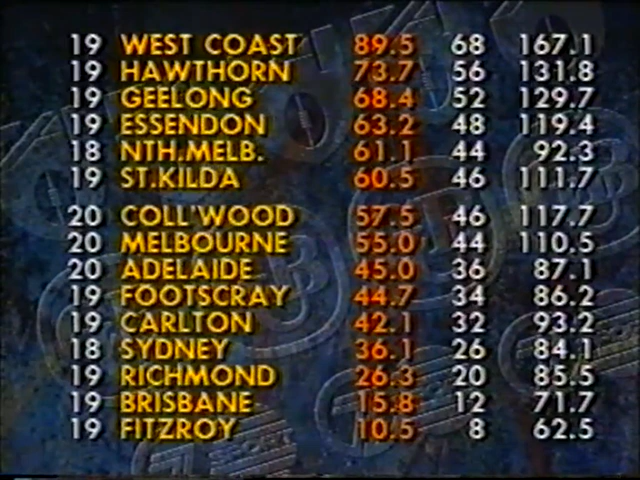 19 WEST COAST 89.5 68 167.1
19 HAWTHORN 73.7 56 131.8
19 GEELONG 68.4 52 129.7
19 ESSENDON 63.2 48 119.4
18 NTH.MELB. 61.1 44 92.3
19 ST.KILDA 60.5 46 111.7
20 COLL'WOOD 57.5 46 117.7
20 MELBOURNE 55.0 44 110.5
20 ADELAIDE 45.0 36 87.1
19 FOOTSCRAY 44.7 34 86.2
19 CARLTON 42.1 32 93.2
18 SYDNEY 36.1 26 84.1
19 RICHMOND 26.3 20 85.5
19 BRISBANE 15.8 12 71.7
19 FITZROY 10.5 8 62.5